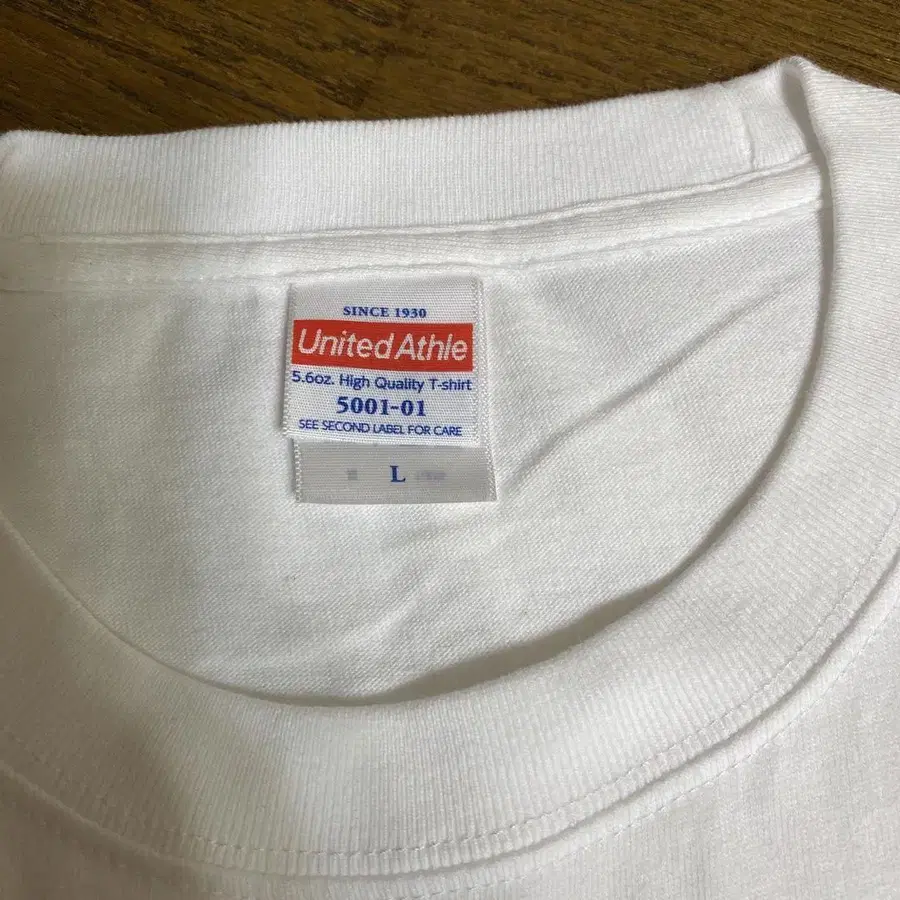 SINCE 1930
United Athle
5.6oz. High Quality T-shirt
5001-01
SEE SECOND LABEL FOR CARE
L